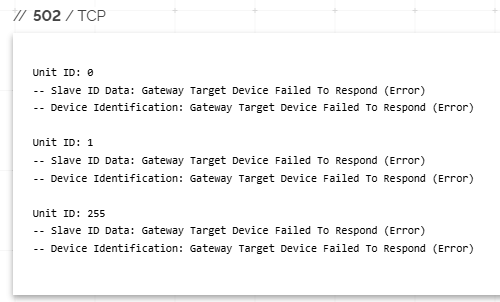 // 502 / TCP
Unit ID: 0
-- Slave ID Data: Gateway Target Device Failed To Respond (Error)
-- Device Identification: Gateway Target Device Failed To Respond (Error)
Unit ID: 1
-- Slave ID Data: Gateway Target Device Failed To Respond (Error)
-- Device Identification: Gateway Target Device Failed To Respond (Error)
Unit ID: 255
-- Slave ID Data: Gateway Target Device Failed To Respond (Error)
-- Device Identification: Gateway Target Device Failed To Respond (Error)